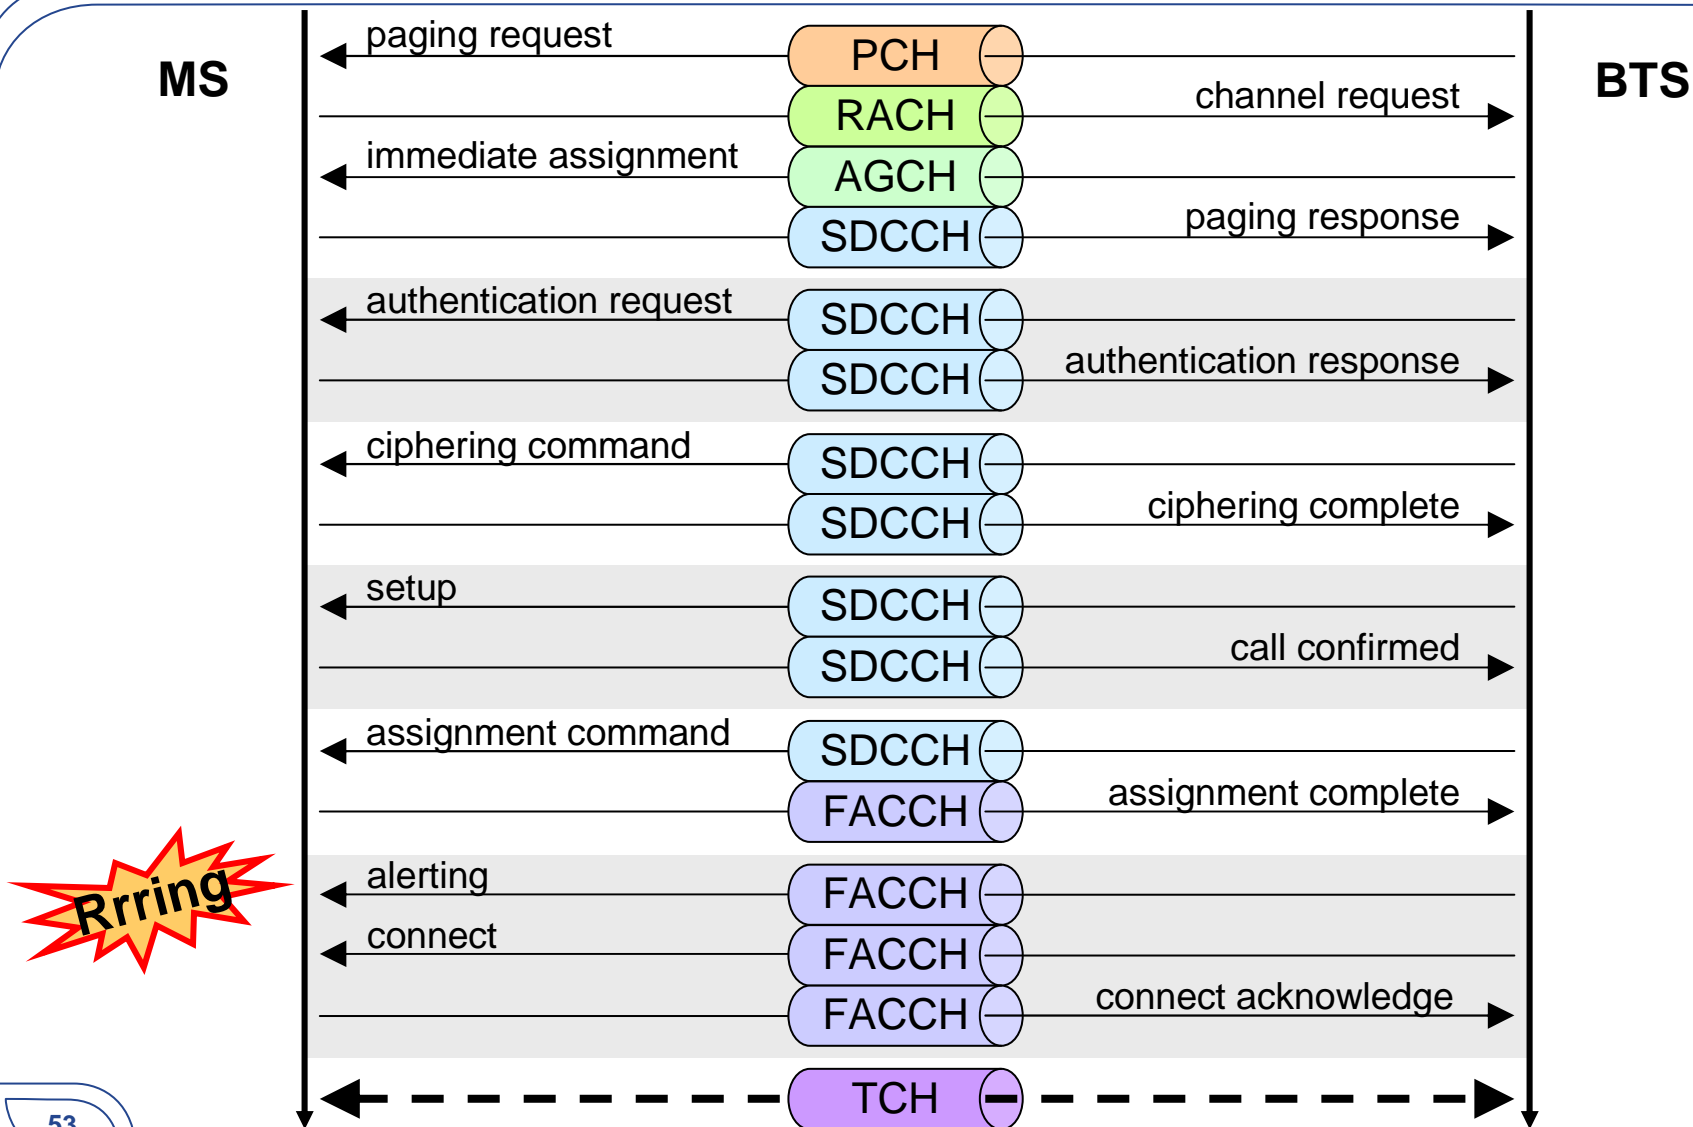 paging request
PCH
MS
BTS
channel request
RACH
immediate assignment
AGCH
paging response
SDCCH
authentication request
SDCCH
authentication response
SDCCH
ciphering command
SDCCH
ciphering complete
SDCCH
setup
SDCCH
call confirmed
SDCCH
assignment command
SDCCH
assignment complete
FACCH
Rrring
alerting
FACCH
connect
FACCH
connect acknowledge
FACCH
TCH
53